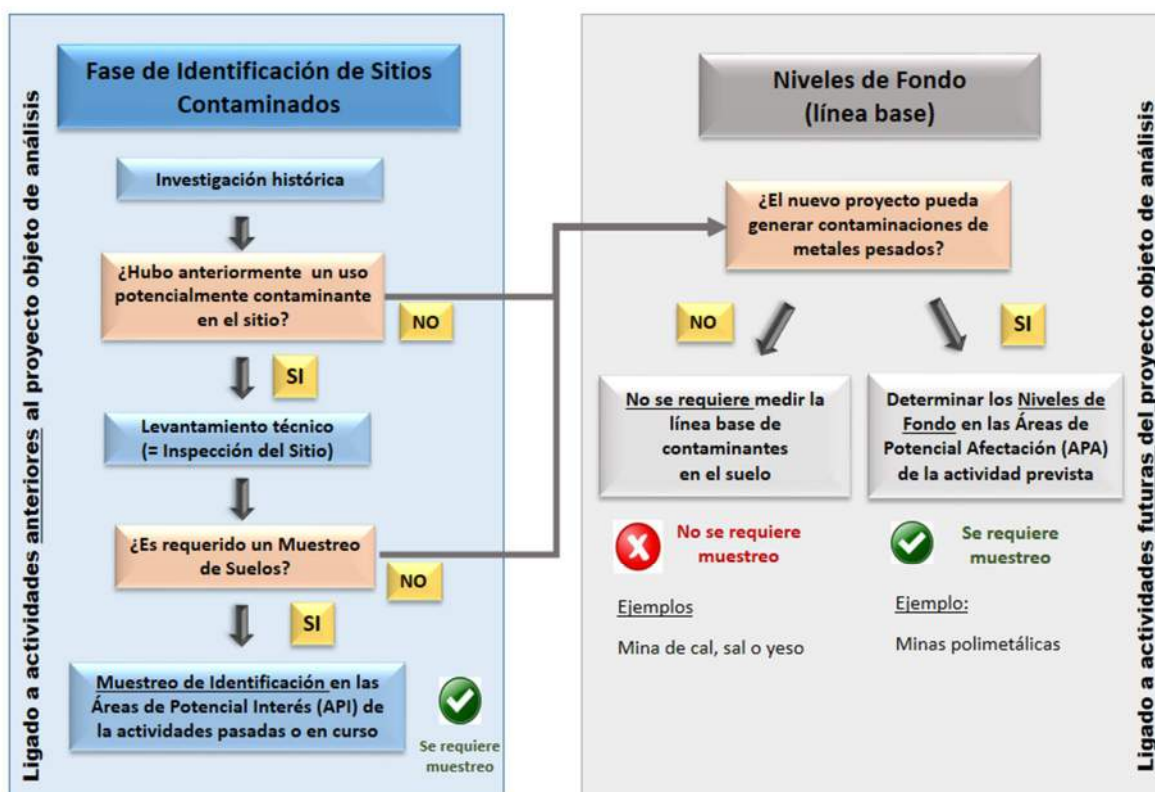 Ligado a actividades anteriores al proyecto objeto de análisis
Fase de Identificación de Sitios
Contaminados
Investigación histórica
¿Hubo anteriormente un uso
potencialmente contaminante
en el sitio?
NO
SI
Levantamiento técnico
(= Inspección del Sitio)
¿Es requerido un Muestreo
de Suelos?
NO
SI
Muestreo de Identificación en las
Áreas de Potencial Interés (API) de
la actividades pasadas o en curso
Se requiere
muestreo
Niveles de Fondo
(línea base)
¿El nuevo proyecto pueda
generar contaminaciones de
metales pesados?
NO
SI
No se requiere medir la
línea base de
contaminantes
en el suelo
Determinar los Niveles de
Fondo en las Áreas de
Potencial Afectación (APA)
de la actividad prevista
No se requiere
muestreo
Se requiere
muestreo
Ejemplos
Mina de cal, sal o yeso
Ejemplo:
Minas polimetálicas
Ligado a actividades futuras del proyecto objeto de análisis